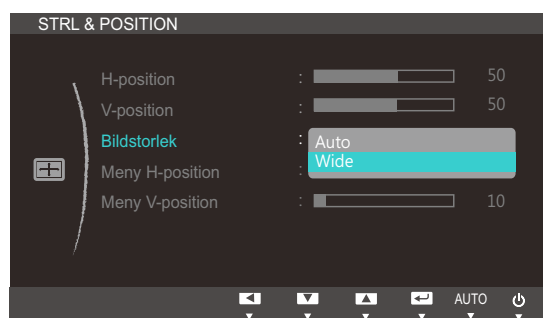 STRL & POSITION
H-position : 50
V-position : 50
Bildstorlek : Auto
Wide
Meny H-position :
Meny V-position : 10
AUTO